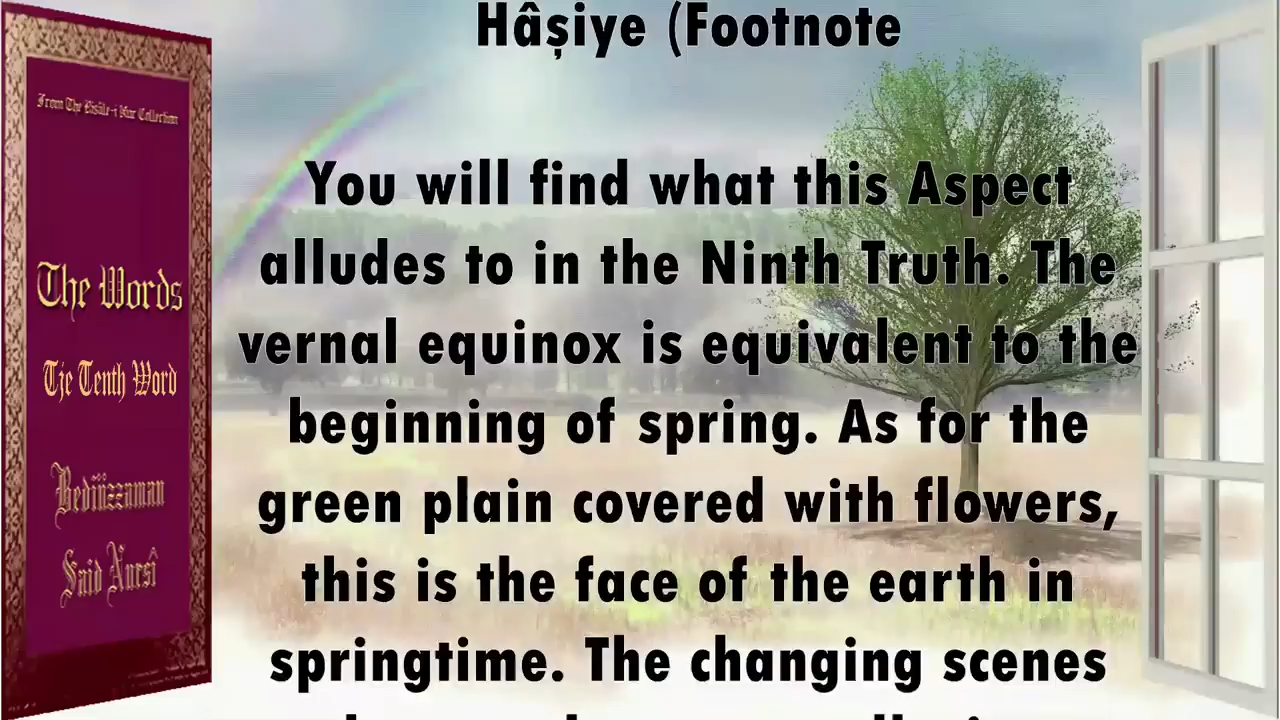 Hâşiye (Footnote
You will find what this Aspect
alludes to in the Ninth Truth. The
vernal equinox is equivalent to the
beginning of spring. As for the
green plain covered with flowers,
this is the face of the earth in
springtime. The changing scenes
From The Risâle-i Nur Collection
The Words
Tje Tenth Word
Bediüzzaman
Said Nursî